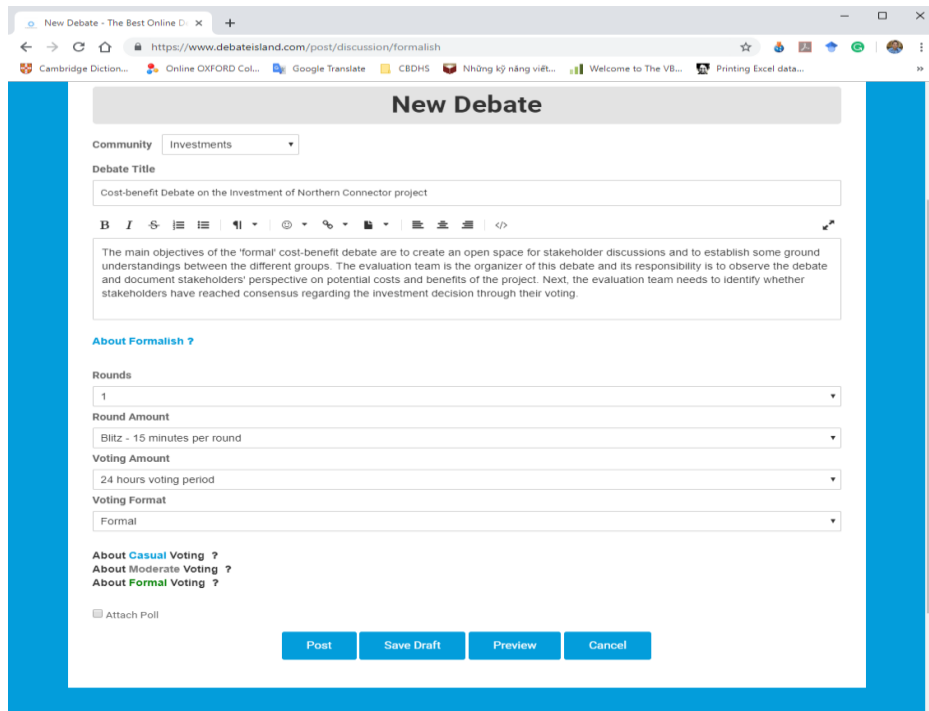 New Debate - The Best Online De
https://www.debateisland.com/post/discussion/formalish
Cambridge Diction... Online OXFORD Col... Google Translate CBDHS Những kỹ năng viết... Welcome to The VB... Printing Excel data...
New Debate
Community Investments
Debate Title
Cost-benefit Debate on the Investment of Northern Connector project
The main objectives of the 'formal' cost-benefit debate are to create an open space for stakeholder discussions and to establish some ground
understandings between the different groups. The evaluation team is the organizer of this debate and its responsibility is to observe the debate
and document stakeholders' perspective on potential costs and benefits of the project. Next, the evaluation team needs to identify whether
stakeholders have reached consensus regarding the investment decision through their voting.
About Formalish ?
Rounds
1
Round Amount
Blitz - 15 minutes per round
Voting Amount
24 hours voting period
Voting Format
Formal
About Casual Voting ?
About Moderate Voting ?
About Formal Voting ?
Attach Poll
Post Save Draft Preview Cancel